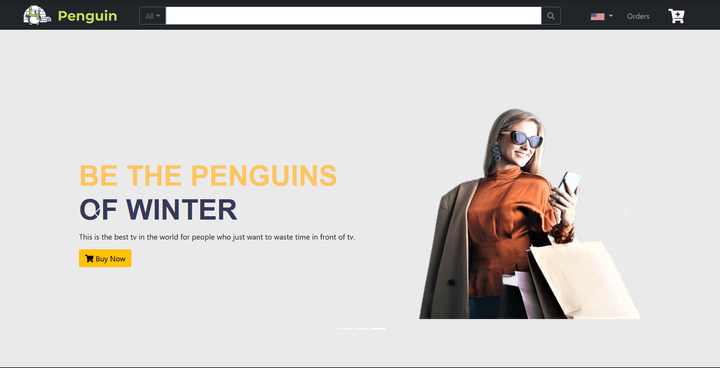 Penguin
All
Orders
BE THE PENGUINS
OF WINTER
This is the best tv in the world for people who just want to waste time in front of tv.
Buy Now